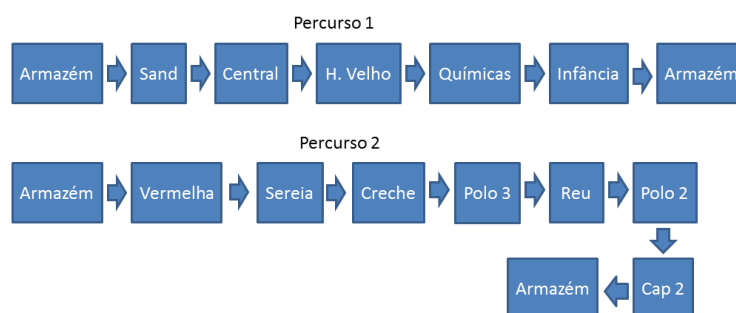 Percurso 1
Armazém Sand Central H. Velho Químicas Infância Armazém
Percurso 2
Armazém Vermelha Sereia Creche Polo 3 Reu Polo 2
Armazém Cap 2